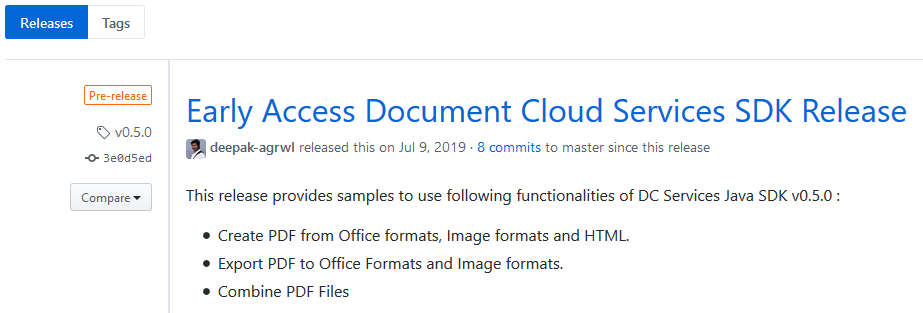 Releases Tags
Pre-release
v0.5.0
3e0d5ed
Compare
Early Access Document Cloud Services SDK Release
deepak-agrwl released this on Jul 9, 2019 · 8 commits to master since this release
This release provides samples to use following functionalities of DC Services Java SDK v0.5.0 :
• Create PDF from Office formats, Image formats and HTML.
• Export PDF to Office Formats and Image formats.
• Combine PDF Files